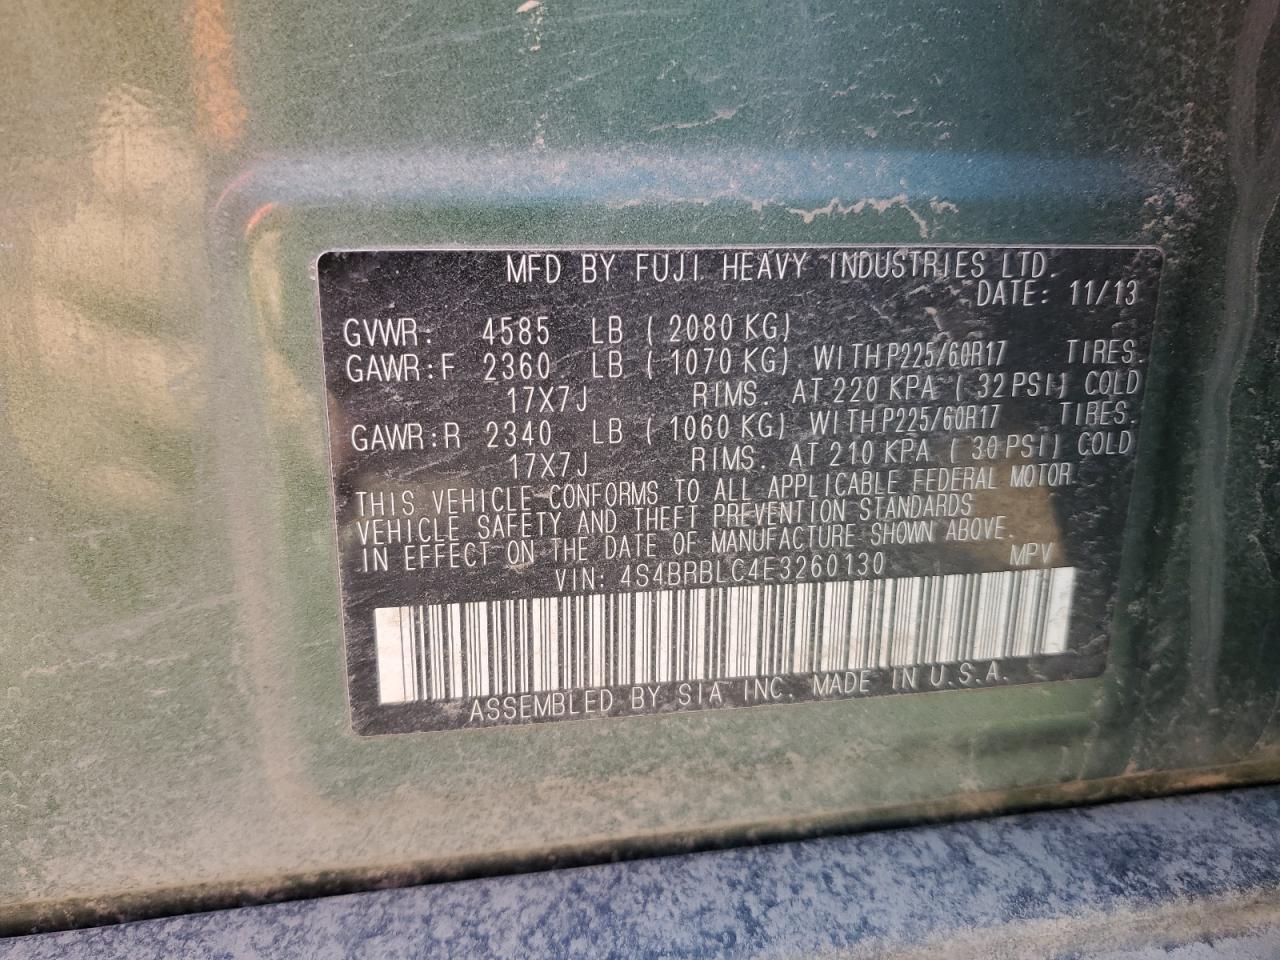 MFD BY FUJI HEAVY INDUSTRIES LTD.
DATE: 11/13
GVWR: 4585 LB ( 2080 KG)
GAWR:F 2360 LB ( 1070 KG) WITH P225/60R17 TIRES.
17X7J RIMS. AT 220 KPA ( 32 PSI) COLD
GAWR:R 2340 LB ( 1060 KG) WITH P225/60R17 TIRES.
17X7J RIMS. AT 210 KPA ( 30 PSI) COLD
THIS VEHICLE CONFORMS TO ALL APPLICABLE FEDERAL MOTOR
VEHICLE SAFETY AND THEFT PREVENTION STANDARDS
IN EFFECT ON THE DATE OF MANUFACTURE SHOWN ABOVE.
VIN: 4S4BRBLC4E3260130 MPV
ASSEMBLED BY SIA INC. MADE IN U.S.A.